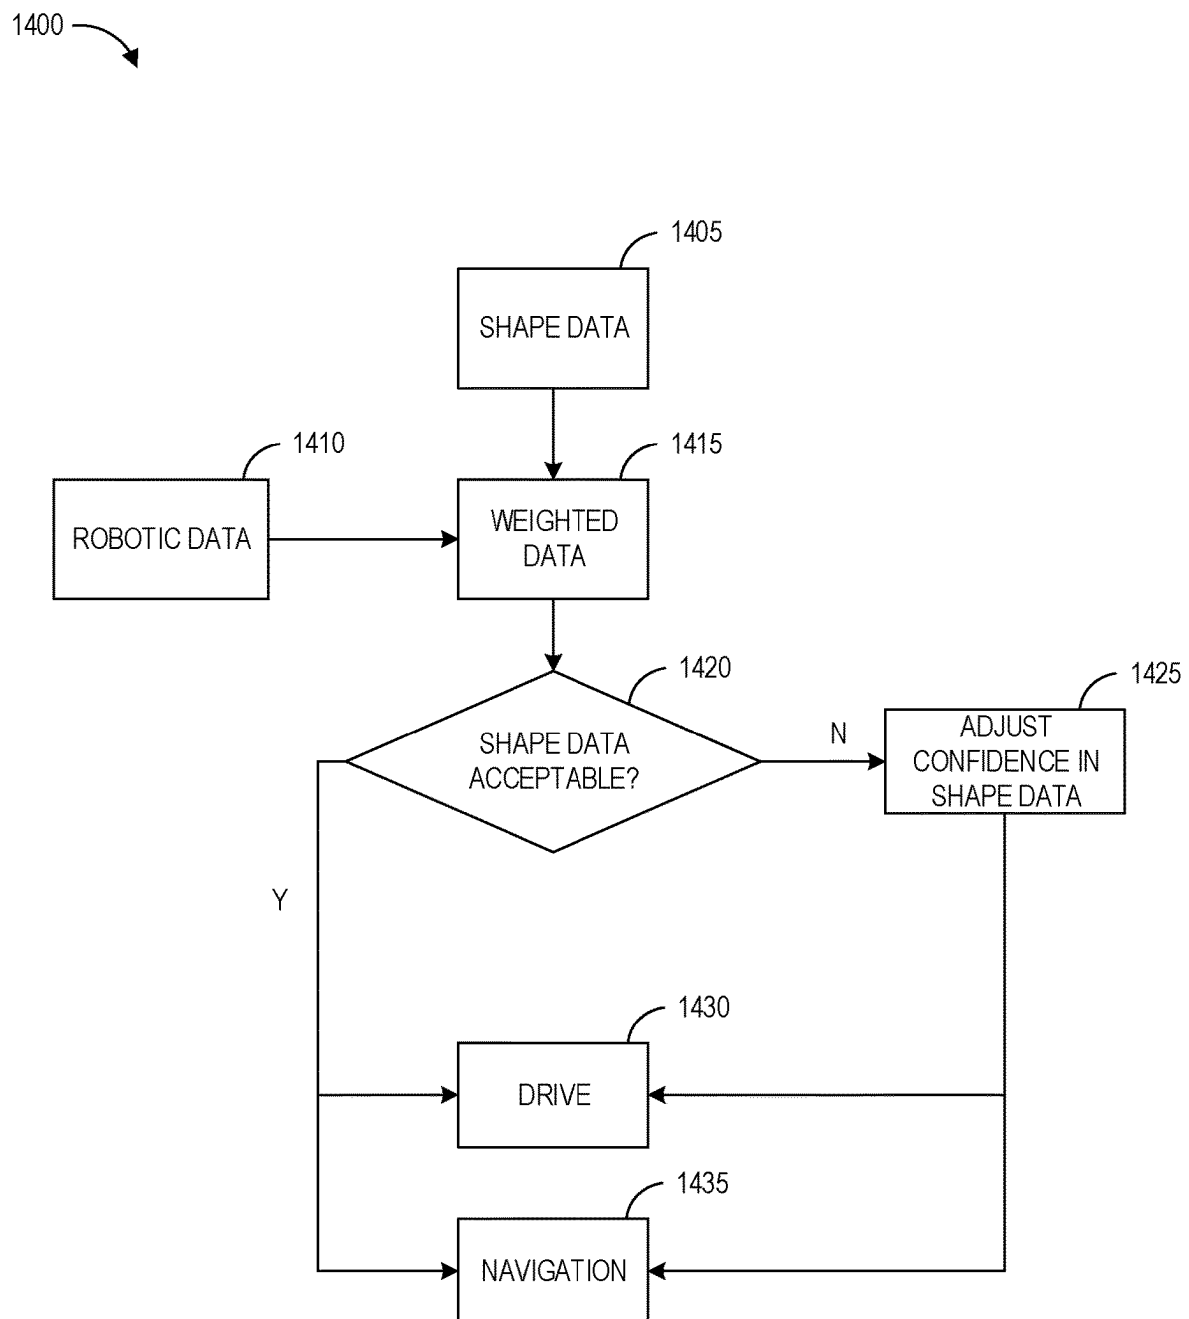 1400
1405
SHAPE DATA
1410
1415
ROBOTIC DATA
WEIGHTED
DATA
1420
1425
SHAPE DATA
ACCEPTABLE?
N
ADJUST
CONFIDENCE IN
SHAPE DATA
Y
1430
DRIVE
1435
NAVIGATION